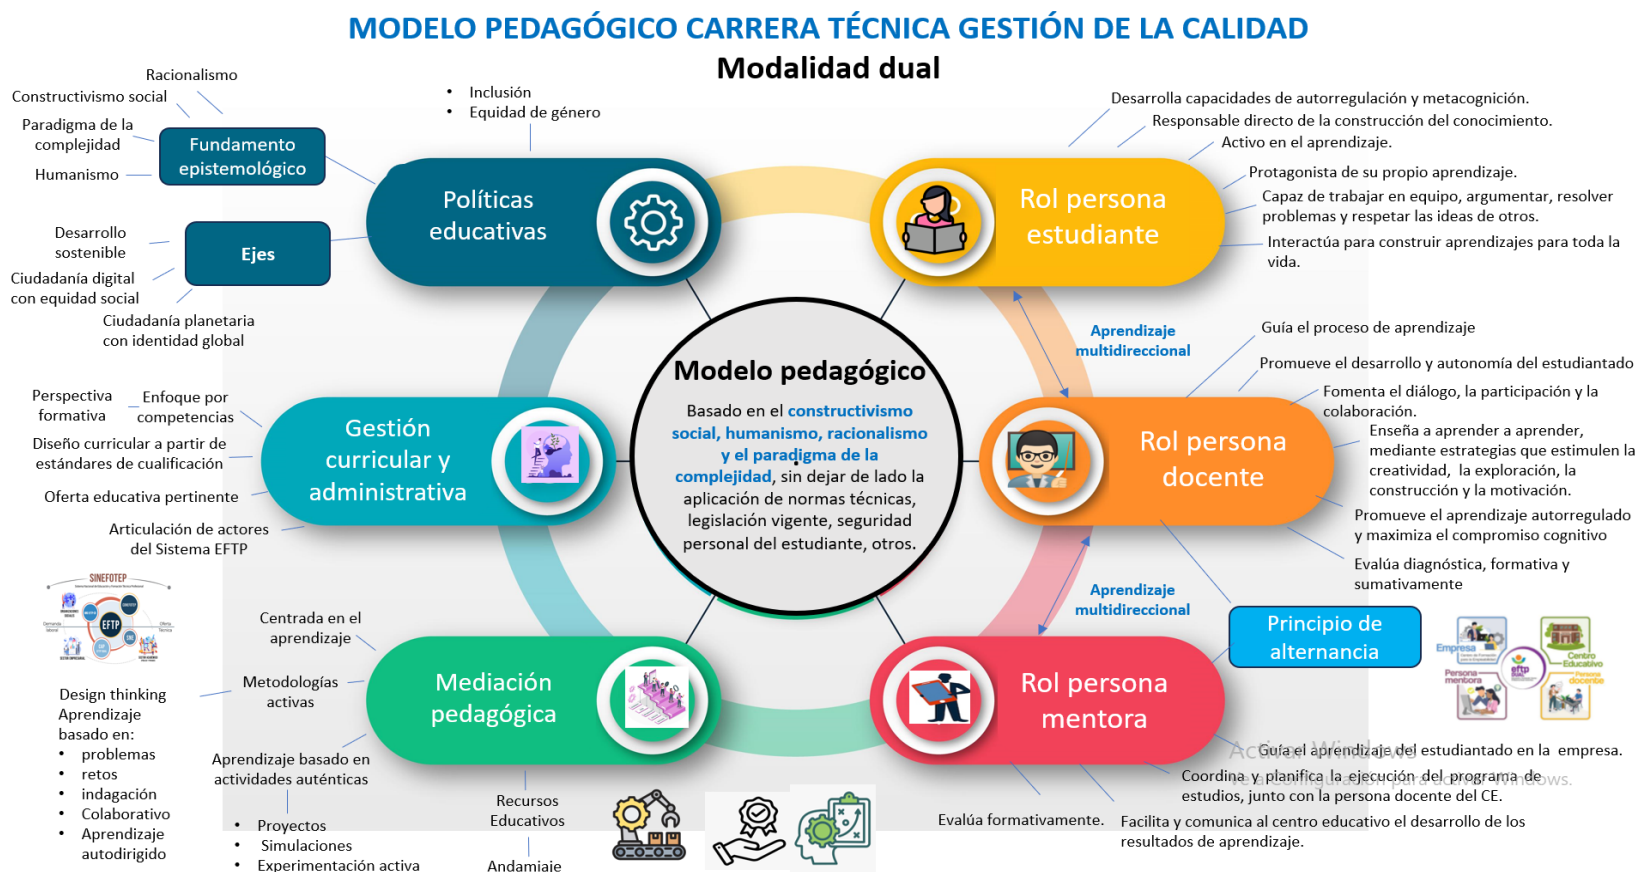 MODELO PEDAGÓGICO CARRERA TÉCNICA GESTIÓN DE LA CALIDAD
Modalidad dual
Racionalismo
Constructivismo social
Paradigma de la
complejidad
Humanismo
Fundamento
epistemológico
Desarrollo
sostenible
Ciudadanía digital
con equidad social
Ciudadanía planetaria
con identidad global
Ejes
• Inclusión
• Equidad de género
Políticas
educativas
Rol persona
estudiante
Desarrolla capacidades de autorregulación y metacognición.
Responsable directo de la construcción del conocimiento.
Activo en el aprendizaje.
Protagonista de su propio aprendizaje.
Capaz de trabajar en equipo, argumentar, resolver
problemas y respetar las ideas de otros.
Interactúa para construir aprendizajes para toda la
vida.
Aprendizaje
multidireccional
Modelo pedagógico
Basado en el constructivismo
social, humanismo, racionalismo
y el paradigma de la
complejidad, sin dejar de lado la
aplicación de normas técnicas,
legislación vigente, seguridad
personal del estudiante, otros.
Perspectiva
formativa
Enfoque por
competencias
Diseño curricular a partir de
estándares de cualificación
Oferta educativa pertinente
Articulación de actores
del Sistema EFTP
Gestión
curricular y
administrativa
Rol persona
docente
Guía el proceso de aprendizaje
Promueve el desarrollo y autonomía del estudiantado
Fomenta el diálogo, la participación y la
colaboración.
Enseña a aprender a aprender,
mediante estrategias que estimulen la
creatividad, la exploración, la
construcción y la motivación.
Promueve el aprendizaje autorregulado
y maximiza el compromiso cognitivo
Evalúa diagnóstica, formativa y
sumativamente
Aprendizaje
multidireccional
Principio de
alternancia
Empresa
Centro
Educativo
eftp
Persona
mentora
Persona
docente
SINEFOTEP
EFTP
Demanda
laboral
Oferta
Técnica
Centrada en el
aprendizaje
Metodologías
activas
Design thinking
Aprendizaje
basado en:
• problemas
• retos
• indagación
• Colaborativo
• Aprendizaje
autodirigido
Aprendizaje basado en
actividades auténticas
• Proyectos
• Simulaciones
• Experimentación activa
Mediación
pedagógica
Recursos
Educativos
Andamiaje
Rol persona
mentora
Guía el aprendizaje del estudiantado en la empresa.
Coordina y planifica la ejecución del programa de
estudios, junto con la persona docente del CE.
Evalúa formativamente.
Facilita y comunica al centro educativo el desarrollo de los
resultados de aprendizaje.
Activar Windows
Ve a Configuración para activar Windows.